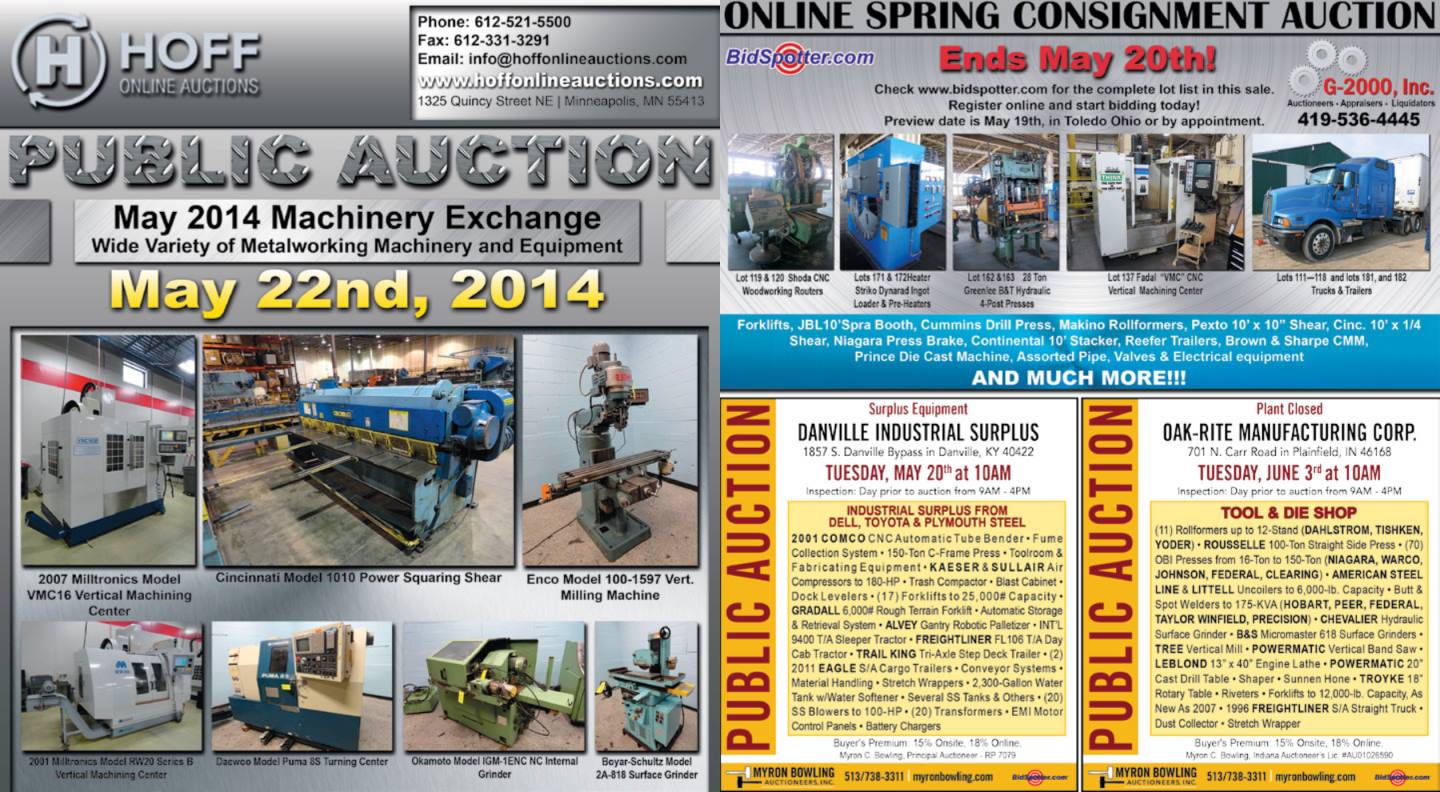 H HOFF
ONLINE AUCTIONS
Phone: 612-521-5500
Fax: 612-331-3291
Email: info@hoffonlineauctions.com
www.hoffonlineauctions.com
1325 Quincy Street NE | Minneapolis, MN 55413
PUBLIC AUCTION
May 2014 Machinery Exchange
Wide Variety of Metalworking Machinery and Equipment
May 22nd, 2014
2007 Milltronics Model
VMC16 Vertical Machining
Center
Cincinnati Model 1010 Power Squaring Shear
Enco Model 100-1597 Vert.
Milling Machine
2001 Milltronics Model RW20 Series B
Vertical Machining Center
Daewoo Model Puma 8S Turning Center
Okamoto Model IGM-1ENC NC Internal
Grinder
Boyar-Schultz Model
2A-818 Surface Grinder
ONLINE SPRING CONSIGNMENT AUCTION
BidSpotter.com
Ends May 20th!
Check www.bidspotter.com for the complete lot list in this sale.
Register online and start bidding today!
Preview date is May 19th, in Toledo Ohio or by appointment.
G-2000, Inc.
Auctioneers - Appraisers - Liquidators
419-536-4445
Lot 119 & 120 Shoda CNC
Woodworking Routers
Lots 171 & 172Heater
Striko Dynarad Ingot
Loader & Pre-Heaters
Lot 162 &163 28 Ton
Greenlee B&T Hydraulic
4-Post Presses
THINK
Lot 137 Fadal "VMC" CNC
Vertical Machining Center
Lots 111—118 and lots 181, and 182
Trucks & Trailers
Forklifts, JBL10'Spra Booth, Cummins Drill Press, Makino Rollformers, Pexto 10' x 10" Shear, Cinc. 10' x 1/4
Shear, Niagara Press Brake, Continental 10' Stacker, Reefer Trailers, Brown & Sharpe CMM,
Prince Die Cast Machine, Assorted Pipe, Valves & Electrical equipment
AND MUCH MORE!!!
PUBLIC AUCTION
Surplus Equipment
DANVILLE INDUSTRIAL SURPLUS
1857 S. Danville Bypass in Danville, KY 40422
TUESDAY, MAY 20th at 10AM
Inspection: Day prior to auction from 9AM - 4PM
INDUSTRIAL SURPLUS FROM
DELL, TOYOTA & PLYMOUTH STEEL
2001 COMCO CNC Automatic Tube Bender • Fume
Collection System • 150-Ton C-Frame Press • Toolroom &
Fabricating Equipment • KAESER & SULLAIR Air
Compressors to 180-HP • Trash Compactor • Blast Cabinet •
Dock Levelers • (17) Forklifts to 25,000# Capacity •
GRADALL 6,000# Rough Terrain Forklift • Automatic Storage
& Retrieval System • ALVEY Gantry Robotic Palletizer • INT'L
9400 T/A Sleeper Tractor • FREIGHTLINER FL106 T/A Day
Cab Tractor • TRAIL KING Tri-Axle Step Deck Trailer • (2)
2011 EAGLE S/A Cargo Trailers • Conveyor Systems •
Material Handling • Stretch Wrappers • 2,300-Gallon Water
Tank w/Water Softener • Several SS Tanks & Others • (20)
SS Blowers to 100-HP • (20) Transformers • EMI Motor
Control Panels • Battery Chargers
Buyer's Premium: 15% Onsite, 18% Online.
Myron C. Bowling, Principal Auctioneer - RP 7079
MYRON BOWLING
AUCTIONEERS, INC.
513/738-3311 | myronbowling.com
BidSpotter.com
PUBLIC AUCTION
Plant Closed
OAK-RITE MANUFACTURING CORP.
701 N. Carr Road in Plainfield, IN 46168
TUESDAY, JUNE 3rd at 10AM
Inspection: Day prior to auction from 9AM - 4PM
TOOL & DIE SHOP
(11) Rollformers up to 12-Stand (DAHLSTROM, TISHKEN,
YODER) • ROUSSELLE 100-Ton Straight Side Press • (70)
OBI Presses from 16-Ton to 150-Ton (NIAGARA, WARCO,
JOHNSON, FEDERAL, CLEARING) • AMERICAN STEEL
LINE & LITTELL Uncoilers to 6,000-lb. Capacity • Butt &
Spot Welders to 175-KVA (HOBART, PEER, FEDERAL,
TAYLOR WINFIELD, PRECISION) • CHEVALIER Hydraulic
Surface Grinder • B&S Micromaster 618 Surface Grinders •
TREE Vertical Mill • POWERMATIC Vertical Band Saw •
LEBLOND 13" x 40" Engine Lathe • POWERMATIC 20"
Cast Drill Table • Shaper • Sunnen Hone • TROYKE 18"
Rotary Table • Riveters • Forklifts to 12,000-lb. Capacity, As
New As 2007 • 1996 FREIGHTLINER S/A Straight Truck •
Dust Collector • Stretch Wrapper
Buyer's Premium: 15% Onsite, 18% Online.
Myron C. Bowling, Indiana Auctioneer's Lic. #AU01026590
MYRON BOWLING
AUCTIONEERS, INC.
513/738-3311 | myronbowling.com
BidSpotter.com